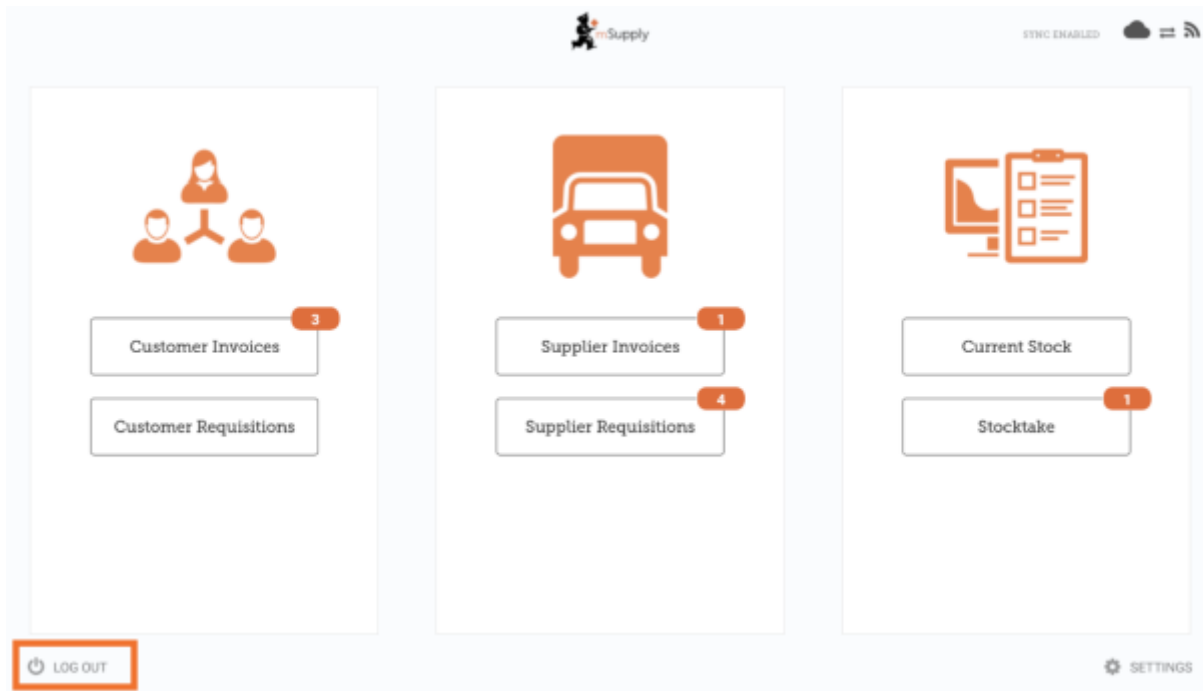 mSupply
SYNC ENABLED
3
Customer Invoices
Customer Requisitions
1
Supplier Invoices
4
Supplier Requisitions
Current Stock
1
Stocktake
LOG OUT
SETTINGS